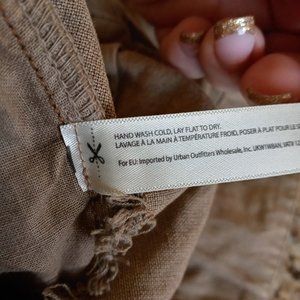 HAND WASH COLD, LAY FLAT TO DRY.
LAVAGE À LA MAIN À TEMPÉRATURE FROID, POSER À PLAT POUR
For EU: Imported by Urban Outfitters Wholesale, Inc.